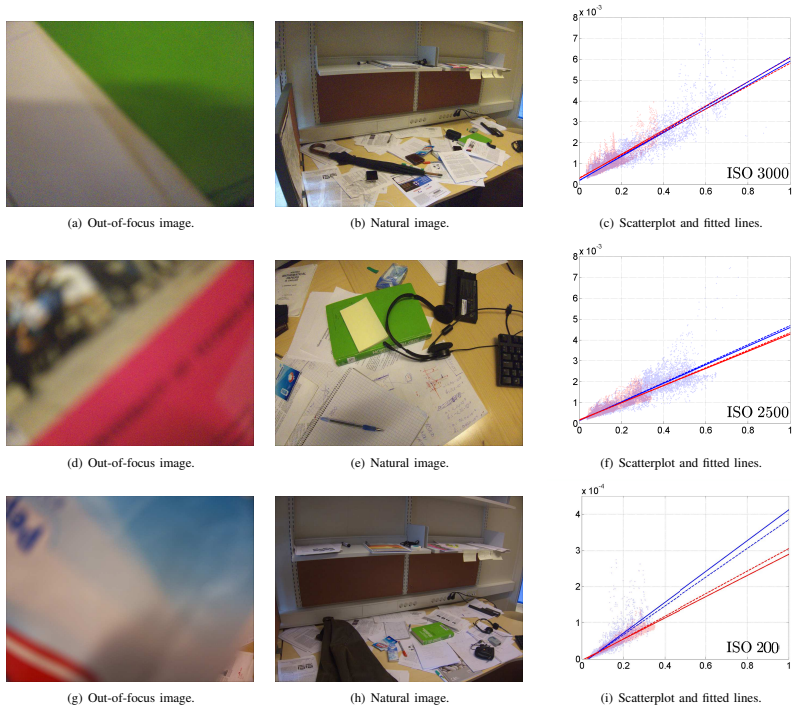 x 10⁻³
8
7
6
5
4
3
2
1
0
0 0.2 0.4 0.6 0.8 1
ISO 3000
(a) Out-of-focus image.
(b) Natural image.
(c) Scatterplot and fitted lines.
x 10⁻³
8
7
6
5
4
3
2
1
0
0 0.2 0.4 0.6 0.8 1
ISO 2500
(d) Out-of-focus image.
(e) Natural image.
(f) Scatterplot and fitted lines.
x 10⁻⁴
4
3
2
1
0
0 0.2 0.4 0.6 0.8 1
ISO 200
(g) Out-of-focus image.
(h) Natural image.
(i) Scatterplot and fitted lines.